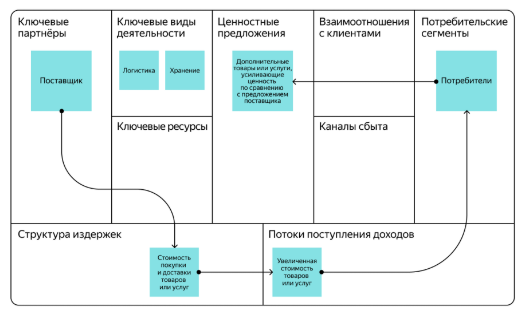 Ключевые
партнёры
Поставщик
Ключевые виды
деятельности
Логистика
Хранение
Ключевые ресурсы
Ценностные
предложения
Дополнительные
товары или услуги,
усиливающие
ценность
по сравнению
с предложением
поставщика
Взаимоотношения
с клиентами
Каналы сбыта
Потребительские
сегменты
Потребители
Структура издержек
Стоимость
покупки
и доставки
товаров
или услуг
Потоки поступления доходов
Увеличенная
стоимость
товаров
или услуг